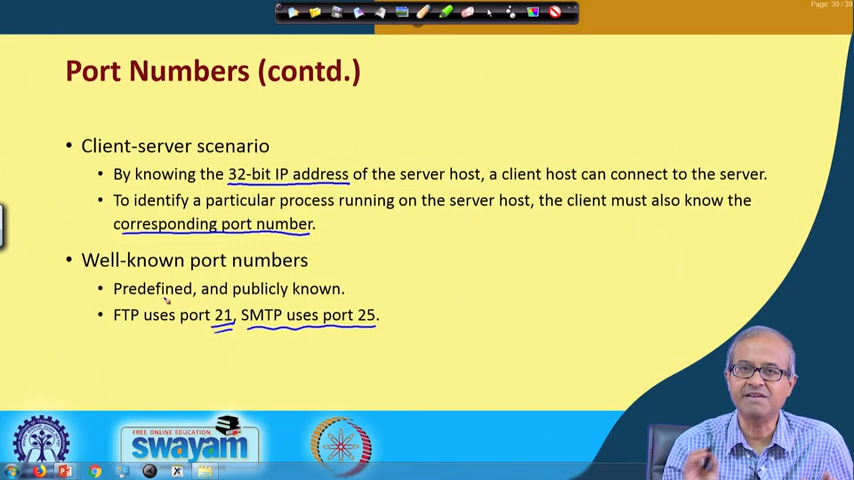 Page: 39 / 39
Port Numbers (contd.)
• Client-server scenario
• By knowing the 32-bit IP address of the server host, a client host can connect to the server.
• To identify a particular process running on the server host, the client must also know the
corresponding port number.
• Well-known port numbers
• Predefined, and publicly known.
• FTP uses port 21, SMTP uses port 25.
FREE ONLINE EDUCATION
swayam